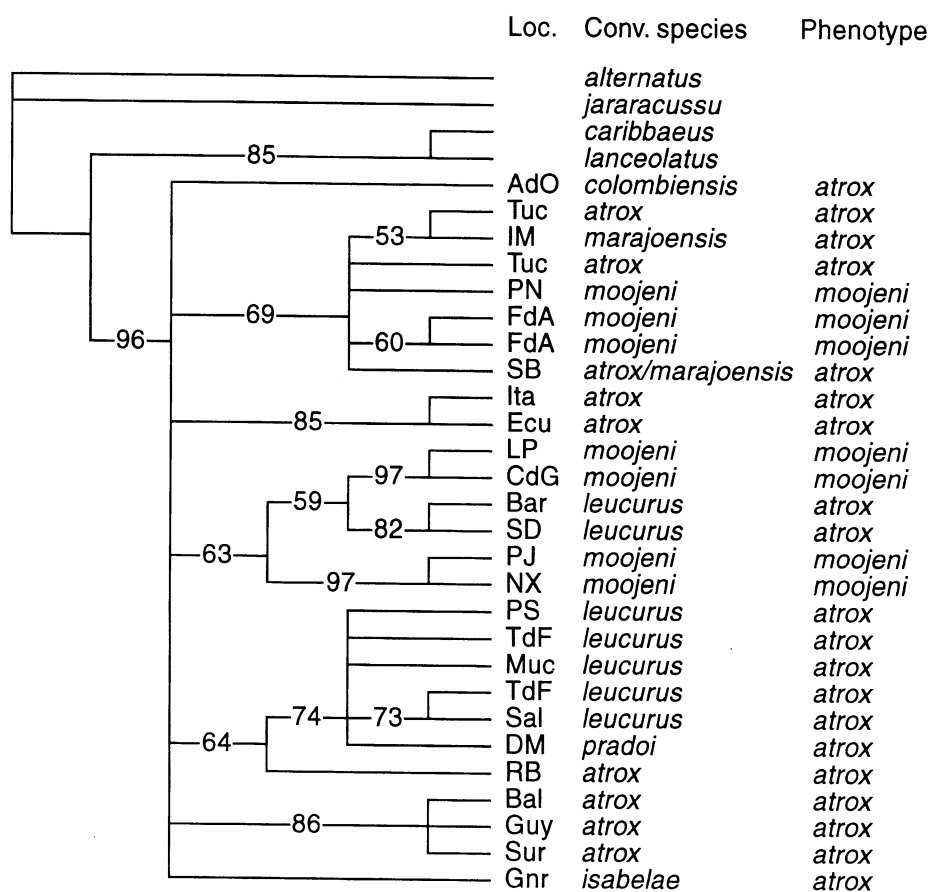 Loc. Conv. species Phenotype
alternatus
jararacussu
caribbaeus
85 lanceolatus
AdO colombiensis atrox
Tuc atrox atrox
53 IM marajoensis atrox
Tuc atrox atrox
PN moojeni moojeni
69 FdA moojeni moojeni
96 60 FdA moojeni moojeni
SB atrox/marajoensis atrox
Ita atrox atrox
85 Ecu atrox atrox
LP moojeni moojeni
97 CdG moojeni moojeni
59 Bar leucurus atrox
82 SD leucurus atrox
63 PJ moojeni moojeni
97 NX moojeni moojeni
PS leucurus atrox
TdF leucurus atrox
Muc leucurus atrox
TdF leucurus atrox
74 73 Sal leucurus atrox
64 DM pradoi atrox
RB atrox atrox
Bal atrox atrox
86 Guy atrox atrox
Sur atrox atrox
Gnr isabelae atrox